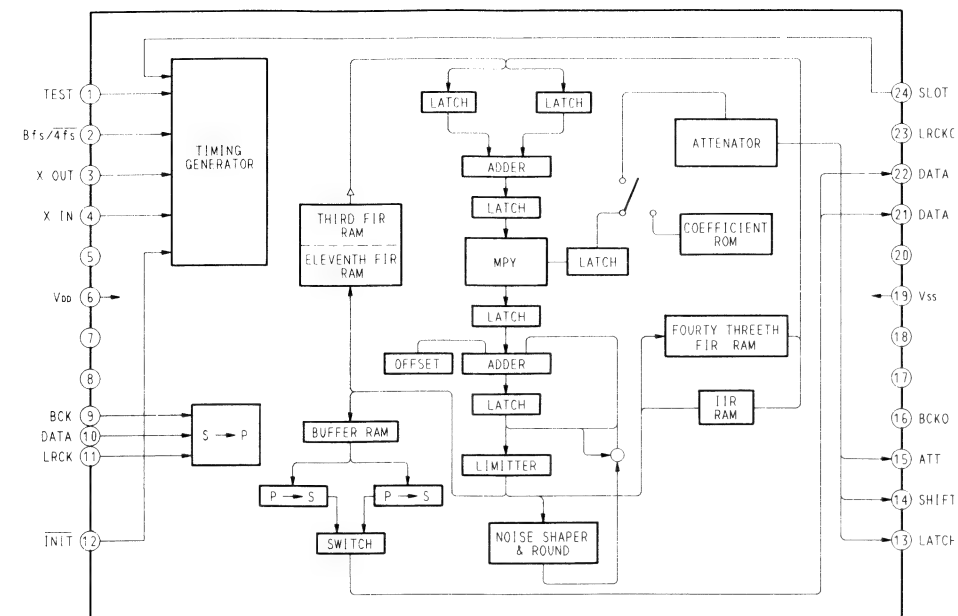 TEST 1
Bfs/4fs 2
X OUT 3
X IN 4
5
VDD 6
7
8
BCK 9
DATA 10
LRCK 11
INIT 12
TIMING
GENERATOR
S → P
THIRD FIR
RAM
ELEVENTH FIR
RAM
BUFFER RAM
P → S
P → S
SWITCH
LATCH
LATCH
ADDER
LATCH
MPY
LATCH
LATCH
OFFSET
ADDER
LATCH
LIMITTER
NOISE SHAPER
& ROUND
ATTENATOR
COEFFICIENT
ROM
FOURTY THREETH
FIR RAM
IIR
RAM
24 SLOT
23 LRCKO
22 DATA
21 DATA
20
19 Vss
18
17
16 BCKO
15 ATT
14 SHIFT
13 LATCH